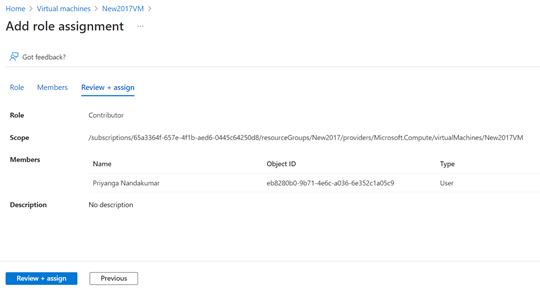 Home > Virtual machines > New2017VM >
Add role assignment ...
Got feedback?
Role Members Review + assign
Role Contributor
Scope /subscriptions/65a3364f-657e-4f1b-aed6-0445c64250d8/resourceGroups/New2017/providers/Microsoft.Compute/virtualMachines/New2017VM
Members Name Object ID Type
Priyanga Nandakumar eb8280b0-9b71-4e6c-a036-6e352c1a05c9 User
Description No description
Review + assign Previous